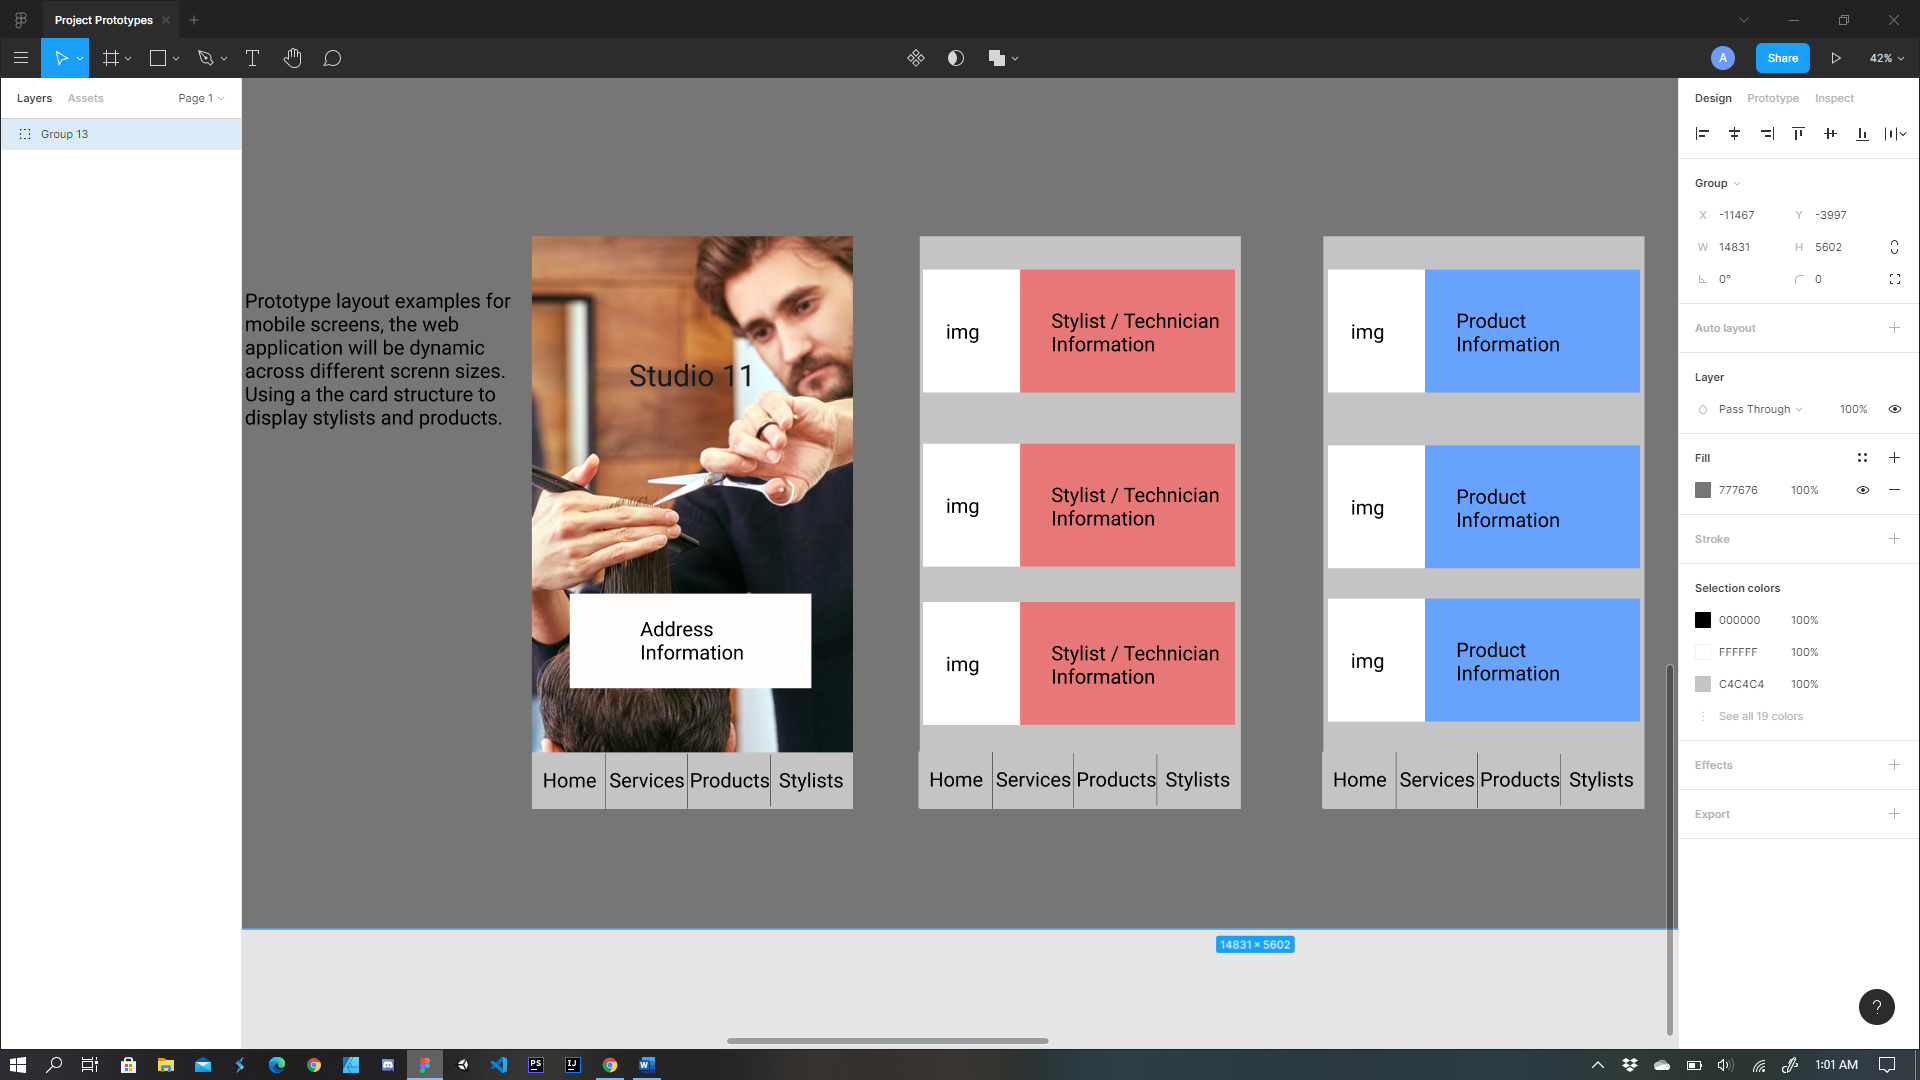 Project Prototypes
A
Share
42%
Layers
Assets
Page 1
Group 13
Design
Prototype
Inspect
Group
X -11467
Y -3997
W 14831
H 5602
0°
0
Auto layout
Layer
Pass Through
100%
Fill
777676
100%
Stroke
Selection colors
000000
100%
FFFFFF
100%
C4C4C4
100%
See all 19 colors
Effects
Export
?
Prototype layout examples for
mobile screens, the web
application will be dynamic
across different screnn sizes.
Using a the card structure to
display stylists and products.
Studio 11
Address
Information
Home
Services
Products
Stylists
img
Stylist / Technician
Information
img
Stylist / Technician
Information
img
Stylist / Technician
Information
Home
Services
Products
Stylists
img
Product
Information
img
Product
Information
img
Product
Information
Home
Services
Products
Stylists
14831 × 5602
PS
IJ
W
1:01 AM